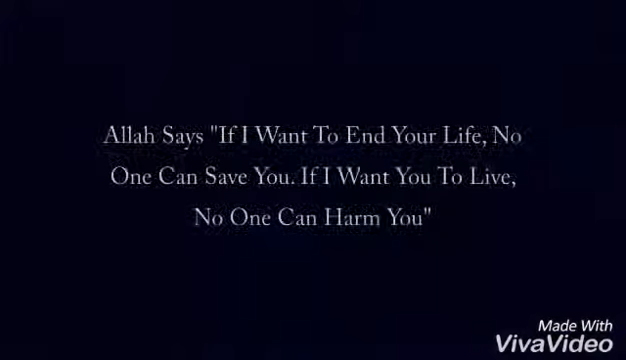 Allah Says "If I Want To End Your Life, No
One Can Save You. If I Want You To Live,
No One Can Harm You"
Made With
VivaVideo